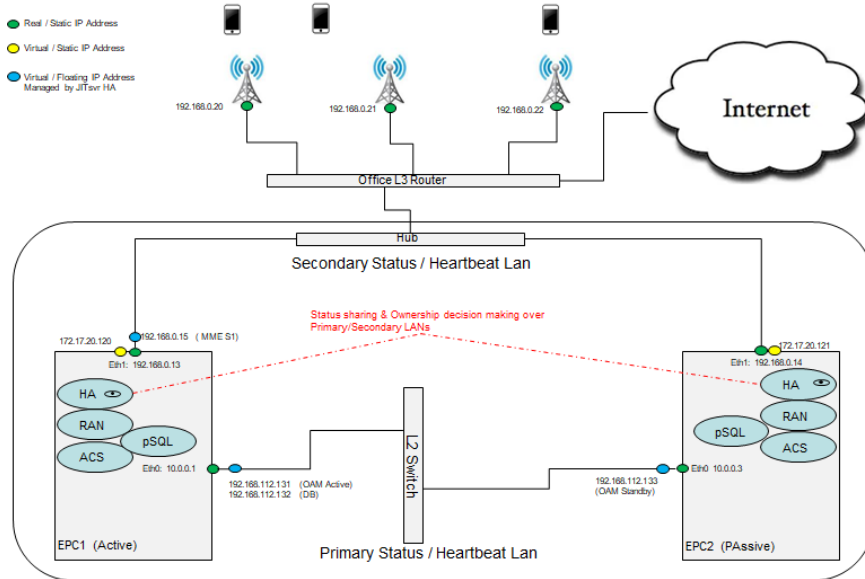 Real / Static IP Address
Virtual / Static IP Address
Virtual / Floating IP Address
Managed by JITsvr HA
192.168.0.20
192.168.0.21
192.168.0.22
Internet
Office L3 Router
Hub
Secondary Status / Heartbeat Lan
Status sharing & Ownership decision making over
Primary/Secondary LANs
172.17.20.120
192.168.0.15 ( MME S1)
Eth1: 192.168.0.13
172.17.20.121
Eth1: 192.168.0.14
HA
RAN
pSQL
ACS
Eth0: 10.0.0.1
192.168.112.131 (OAM Active)
192.168.112.132 (DB)
EPC1 (Active)
L2 Switch
HA
RAN
pSQL
ACS
Eth0 10.0.0.3
192.168.112.133
(OAM Standby)
EPC2 (PAssive)
Primary Status / Heartbeat Lan